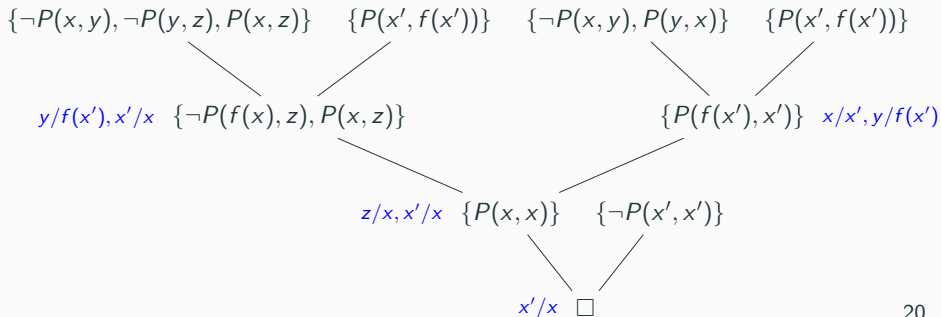 {¬P(x, y), ¬P(y, z), P(x, z)} {P(x′, f(x′))} {¬P(x, y), P(y, x)} {P(x′, f(x′))}
y/f(x′), x′/x {¬P(f(x), z), P(x, z)} {P(f(x′), x′)} x/x′, y/f(x′)
z/x, x′/x {P(x, x)} {¬P(x′, x′)}
x′/x □
20